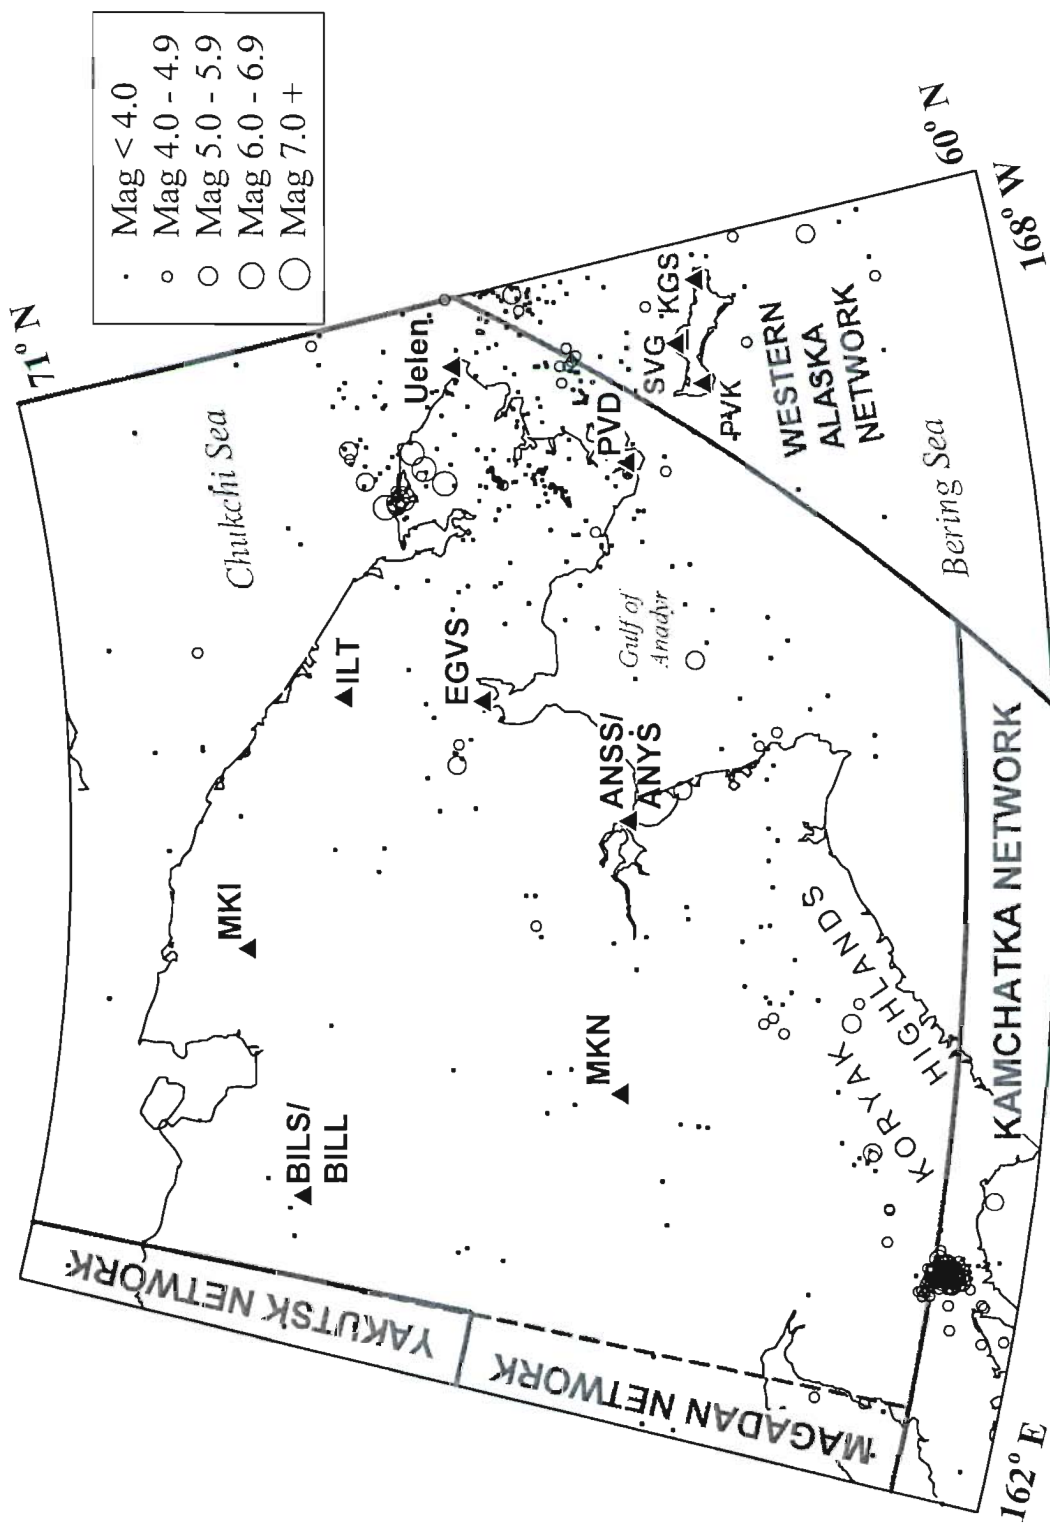 71° N
Mag < 4.0
Mag 4.0 - 4.9
Mag 5.0 - 5.9
Mag 6.0 - 6.9
Mag 7.0 +
Chukchi Sea
Uelen
ILT
EGVS
MKI
BILS/
BILL
MKN
ANSS/
ANYS
Gulf of
Anadyr
PVD
SVG
KGS
PVK
WESTERN
ALASKA
NETWORK
Bering Sea
60° N
168° W
KORYAK
HIGHLANDS
KAMCHATKA NETWORK
YAKUTSK NETWORK
MAGADAN NETWORK
162° E